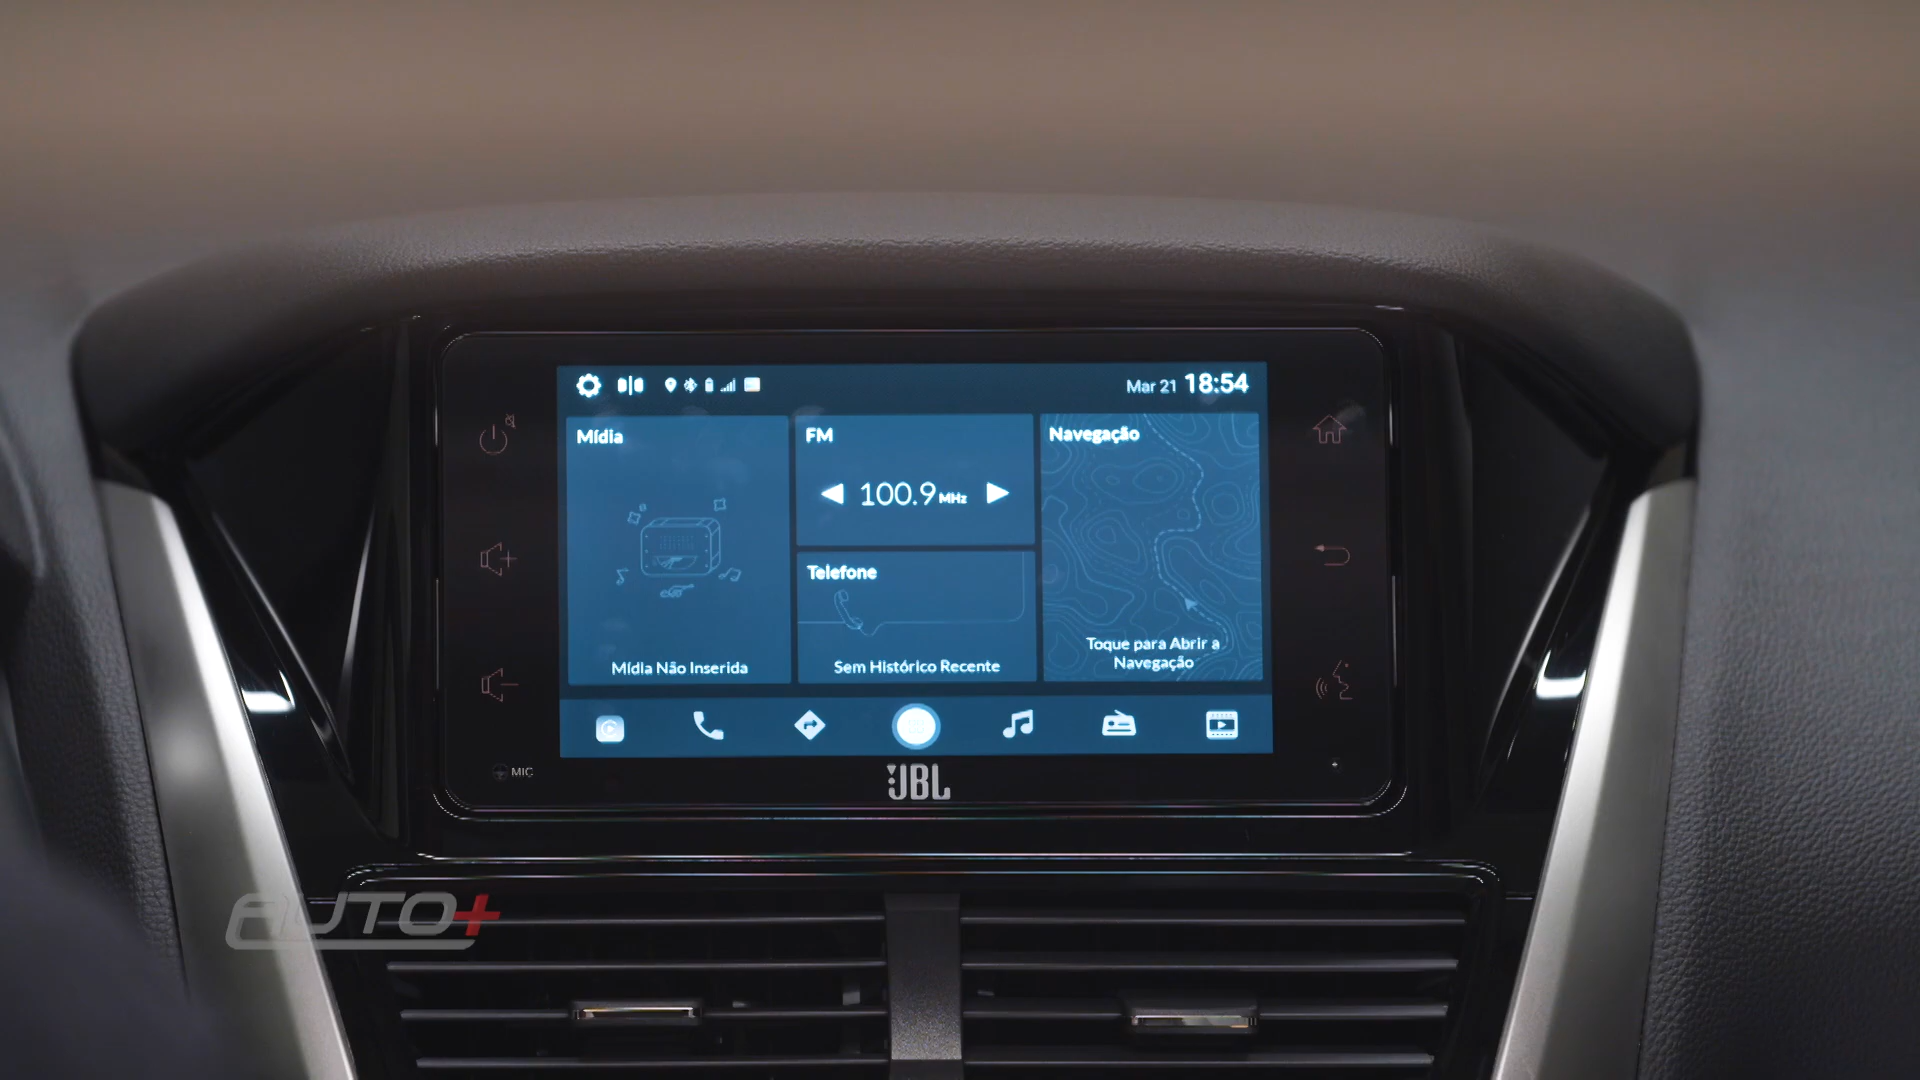 Mar 21 18:54
Mídia
FM
Navegação
100.9 MHz
Telefone
Toque para Abrir a
Navegação
Mídia Não Inserida
Sem Histórico Recente
MIC
JBL
AUTO+